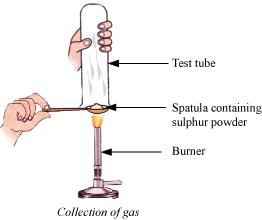 Test tube
Spatula containing
sulphur powder
Burner
Collection of gas